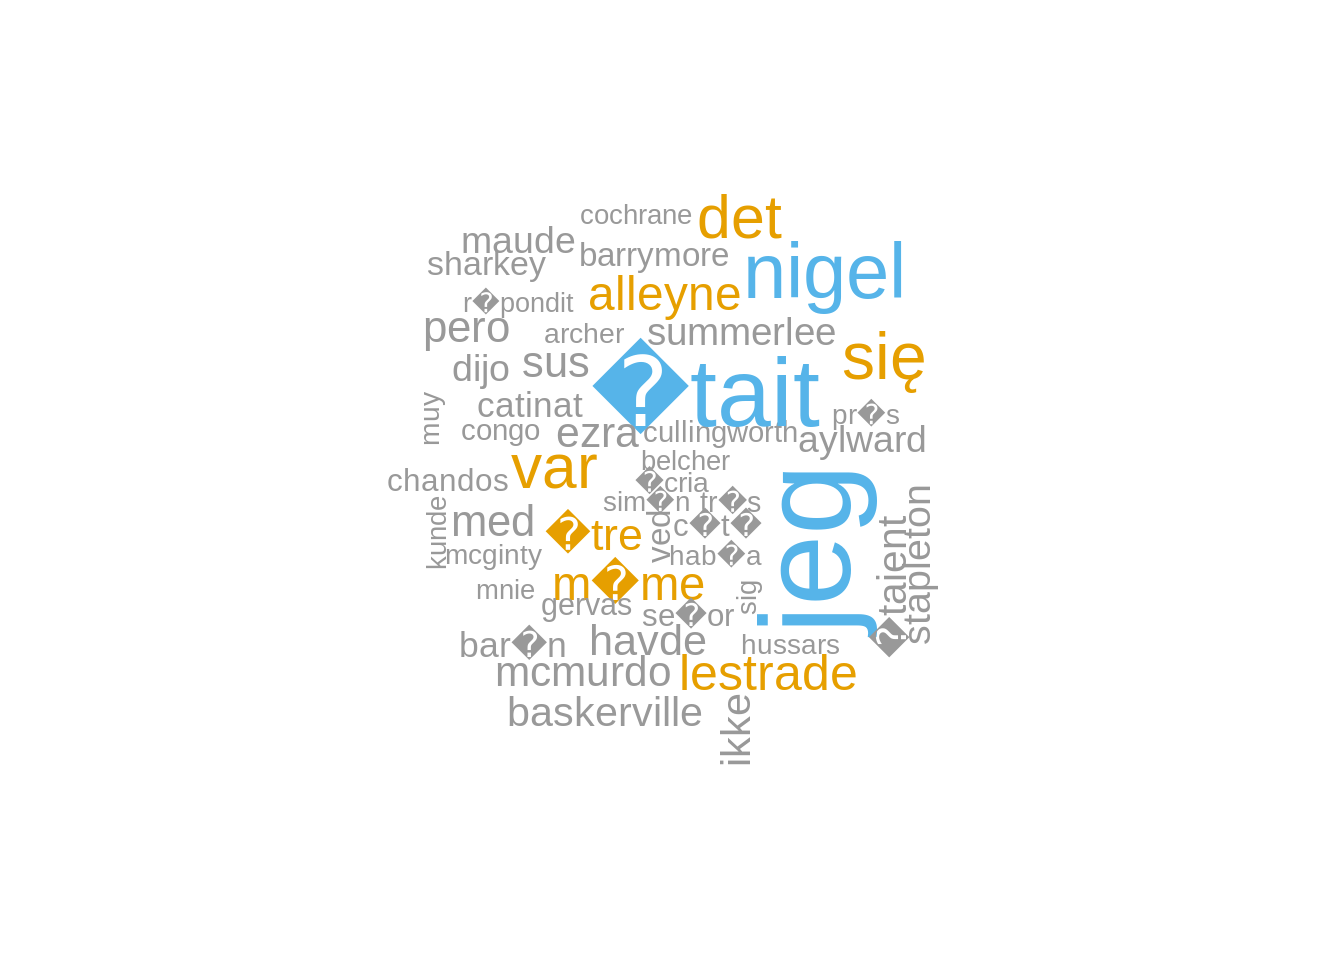 cochrane
det
maude
barrymore
nigel
sharkey
r�pondit
alleyne
pero
archer
summerlee
się
dijo
sus
�tait
muy
catinat
pr�s
congo
ezra
cullingworth
aylward
var
belcher
chandos
�cria
jeg
sim�n
tr�s
kunde
med
�tre
ved
c�t�
�taient
stapleton
mcginty
hab�a
mnie
m�me
sig
gervas
se�or
bar�n
havde
hussars
mcmurdo
lestrade
baskerville
ikke